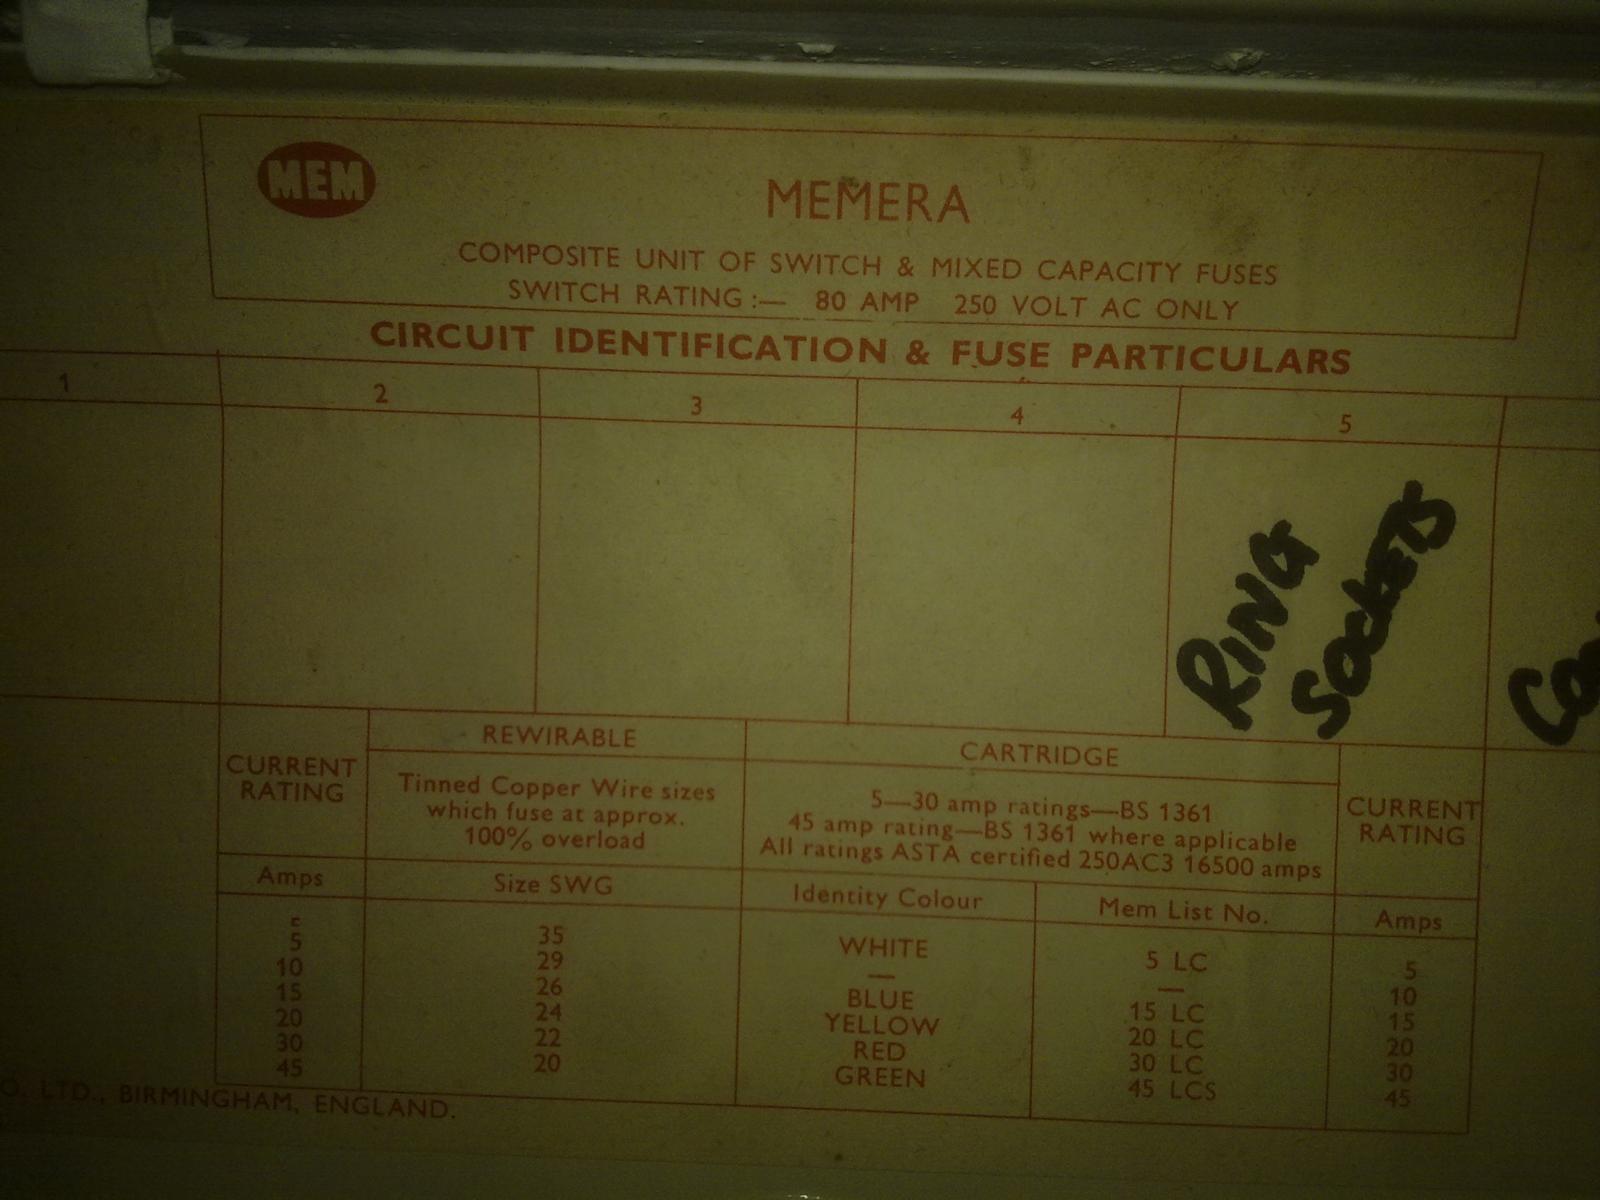 MEM
MEMERA
COMPOSITE UNIT OF SWITCH & MIXED CAPACITY FUSES
SWITCH RATING :— 80 AMP 250 VOLT AC ONLY
CIRCUIT IDENTIFICATION & FUSE PARTICULARS
1 2 3 4 5
RING
SOCKETS
CURRENT RATING
REWIRABLE
Tinned Copper Wire sizes
which fuse at approx.
100% overload
CARTRIDGE
5—30 amp ratings—BS 1361
45 amp rating—BS 1361 where applicable
All ratings ASTA certified 250AC3 16500 amps
CURRENT RATING
Amps Size SWG Identity Colour Mem List No. Amps
5 35 WHITE 5 LC 5
10 29 — — 10
15 26 BLUE 15 LC 15
20 24 YELLOW 20 LC 20
30 22 RED 30 LC 30
45 20 GREEN 45 LCS 45
O. LTD., BIRMINGHAM, ENGLAND.